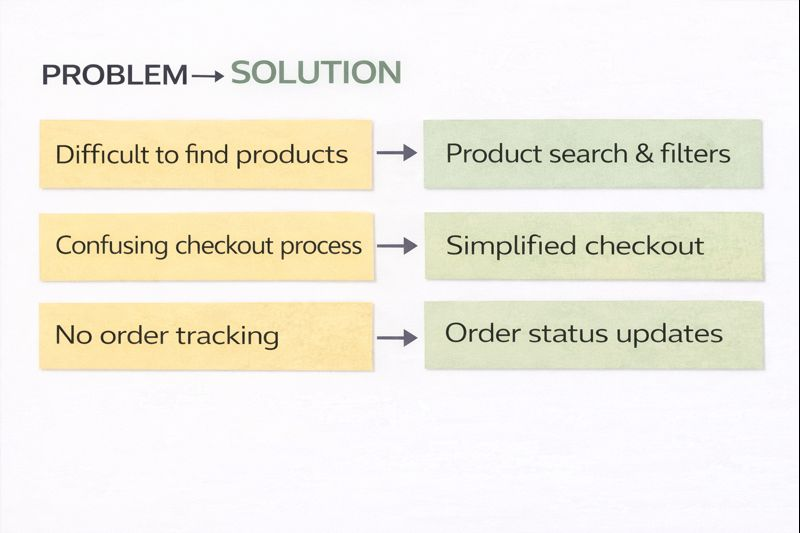 PROBLEM → SOLUTION
Difficult to find products → Product search & filters
Confusing checkout process → Simplified checkout
No order tracking → Order status updates